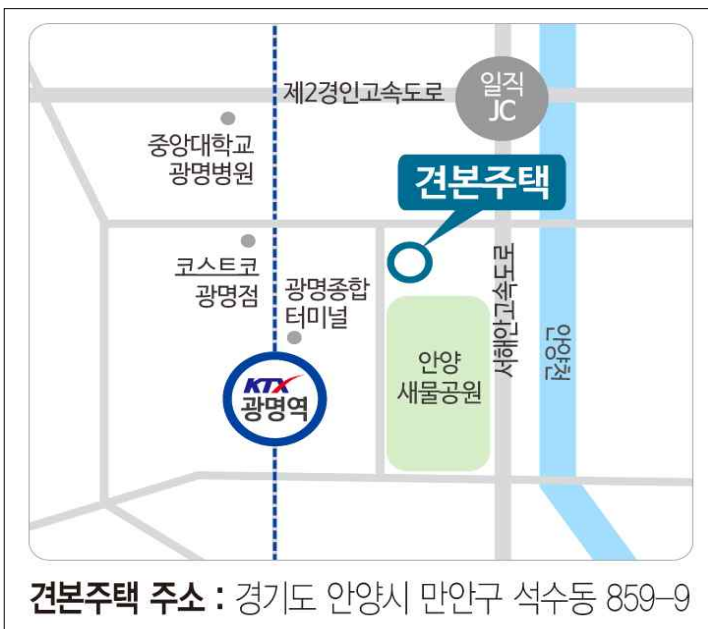 제2경인고속도로
일직
JC
중앙대학교
광명병원
견본주택
코스트코
광명점
광명종합
터미널
서해안고속도로
안양천
KTX
광명역
안양
새물공원
견본주택 주소 : 경기도 안양시 만안구 석수동 859-9